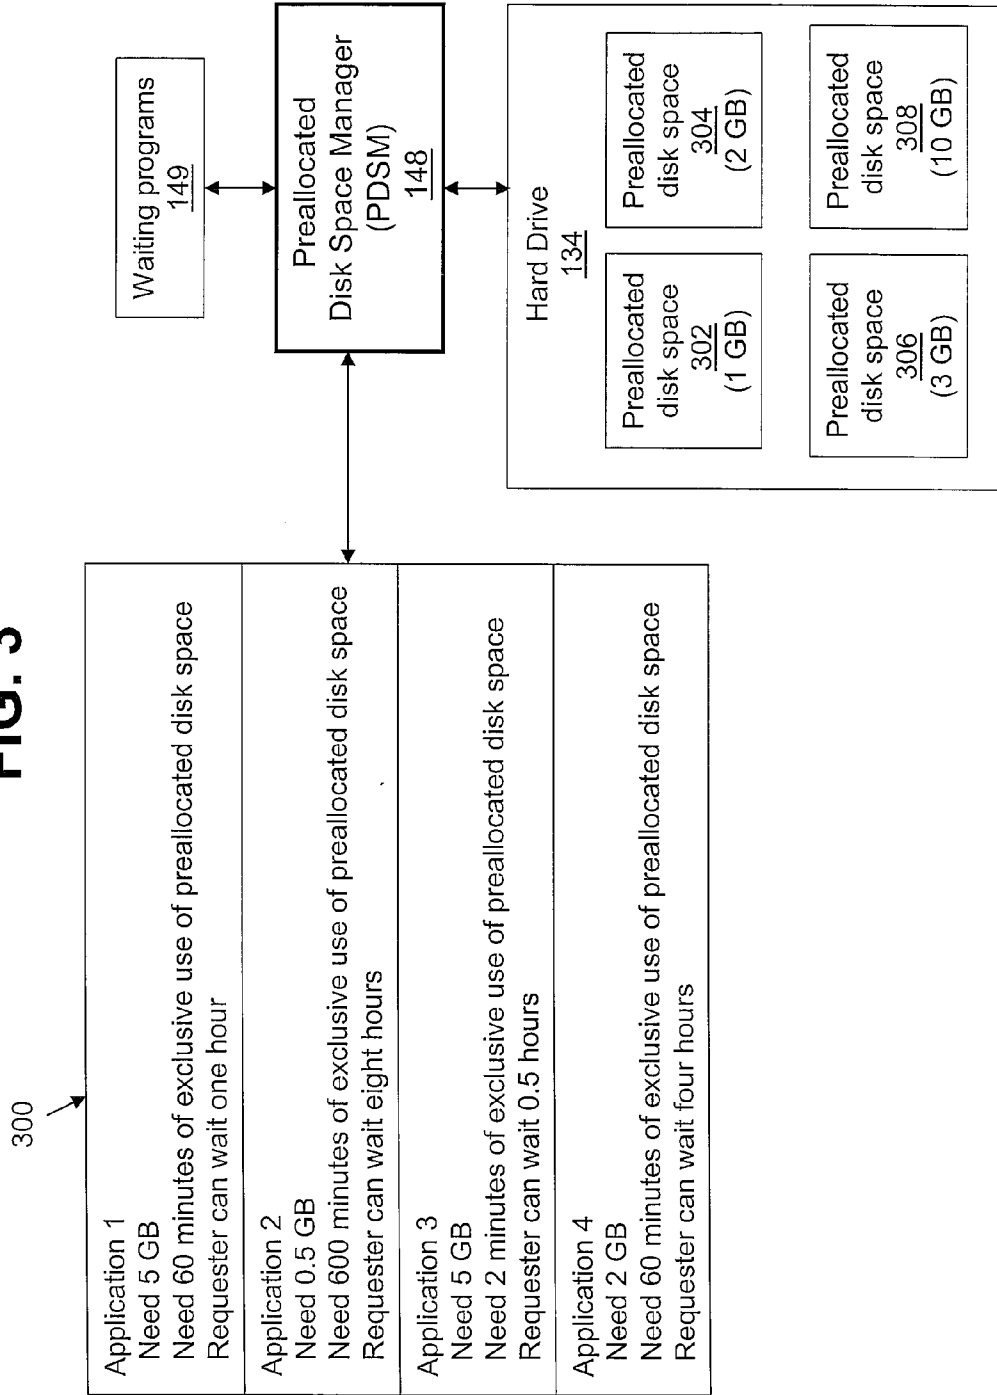 FIG. 3
300
Application 1
Need 5 GB
Need 60 minutes of exclusive use of preallocated disk space
Requester can wait one hour
Application 2
Need 0.5 GB
Need 600 minutes of exclusive use of preallocated disk space
Requester can wait eight hours
Application 3
Need 5 GB
Need 2 minutes of exclusive use of preallocated disk space
Requester can wait 0.5 hours
Application 4
Need 2 GB
Need 60 minutes of exclusive use of preallocated disk space
Requester can wait four hours
Waiting programs
149
Preallocated
Disk Space Manager
(PDSM)
148
Hard Drive
134
Preallocated
disk space
302
(1 GB)
Preallocated
disk space
304
(2 GB)
Preallocated
disk space
306
(3 GB)
Preallocated
disk space
308
(10 GB)